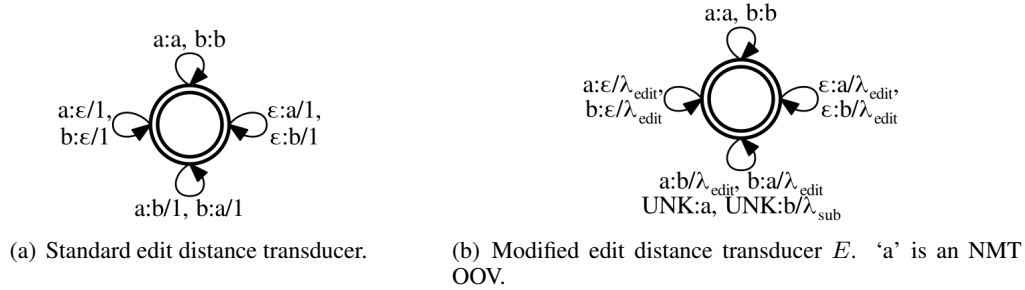 a:a, b:b
a:ε/1,
b:ε/1
ε:a/1,
ε:b/1
a:b/1, b:a/1
(a) Standard edit distance transducer.
a:a, b:b
a:ε/λedit,
b:ε/λedit
ε:a/λedit,
ε:b/λedit
a:b/λedit, b:a/λedit
UNK:a, UNK:b/λsub
(b) Modified edit distance transducer E. ‘a’ is an NMT
OOV.